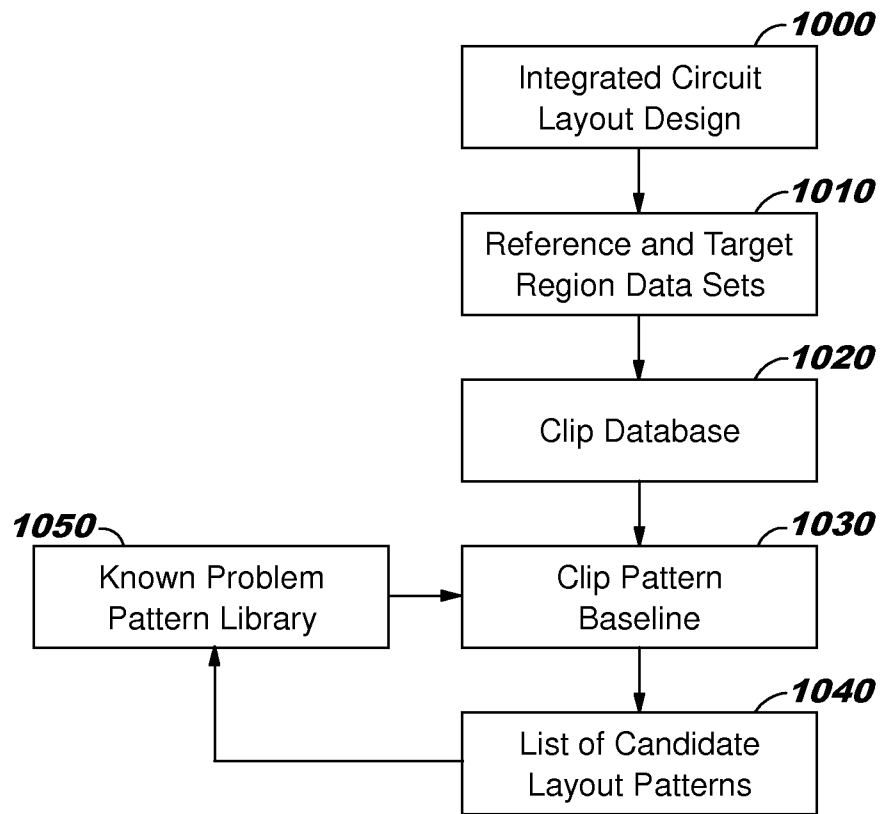 1000
Integrated Circuit
Layout Design
1010
Reference and Target
Region Data Sets
1020
Clip Database
1050
Known Problem
Pattern Library
1030
Clip Pattern
Baseline
1040
List of Candidate
Layout Patterns